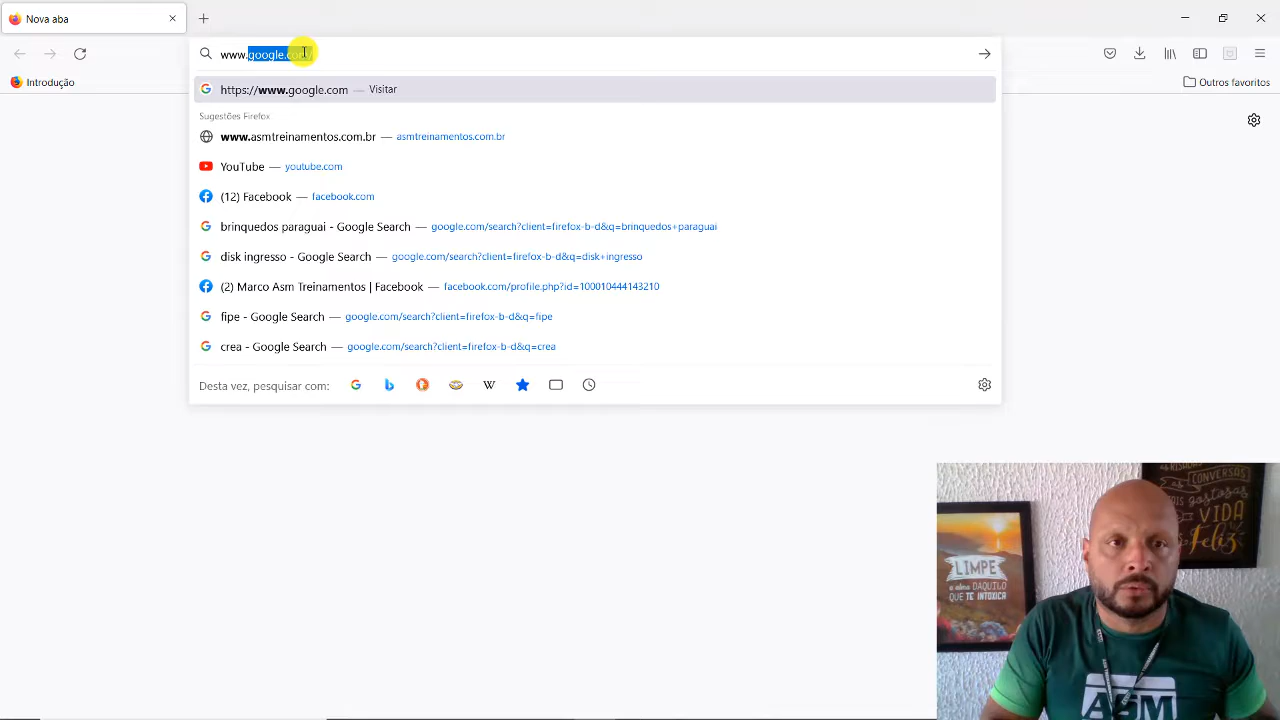 Nova aba
www.google.com/
https://www.google.com — Visitar
Sugestões Firefox
www.asmtreinamentos.com.br — asmtreinamentos.com.br
YouTube — youtube.com
(12) Facebook — facebook.com
brinquedos paraguai - Google Search — google.com/search?client=firefox-b-d&q=brinquedos+paraguai
disk ingresso - Google Search — google.com/search?client=firefox-b-d&q=disk+ingresso
(2) Marco Asm Treinamentos | Facebook — facebook.com/profile.php?id=100010444143210
fipe - Google Search — google.com/search?client=firefox-b-d&q=fipe
crea - Google Search — google.com/search?client=firefox-b-d&q=crea
Desta vez, pesquisar com:
Introdução
Outros favoritos
CONVERSAS
GOSTOSAS
VIDA
Feliz
LIMPE
a alma DAQUILO
QUE TE INTOXICA
ASM